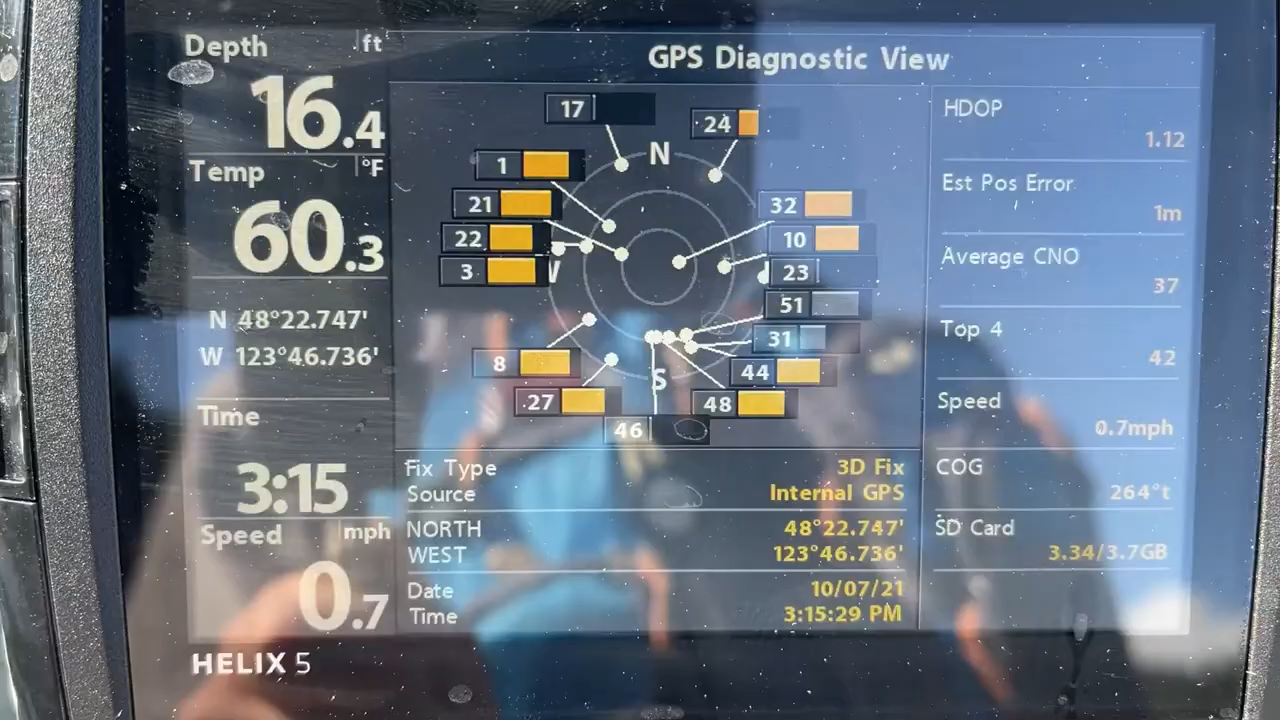 Depth ft
16.4
Temp °F
60.3
N 48°22.747'
W 123°46.736'
Time
3:15
Speed mph
0.7
GPS Diagnostic View
17
24
N
1
21
22
3
32
10
23
51
31
8
44
27
S
48
46
Fix Type 3D Fix
Source Internal GPS
NORTH 48°22.747'
WEST 123°46.736'
Date 10/07/21
Time 3:15:29 PM
HDOP
1.12
Est Pos Error
1m
Average CNO
37
Top 4
42
Speed
0.7mph
COG
264°t
SD Card
3.34/3.7GB
HELIX 5